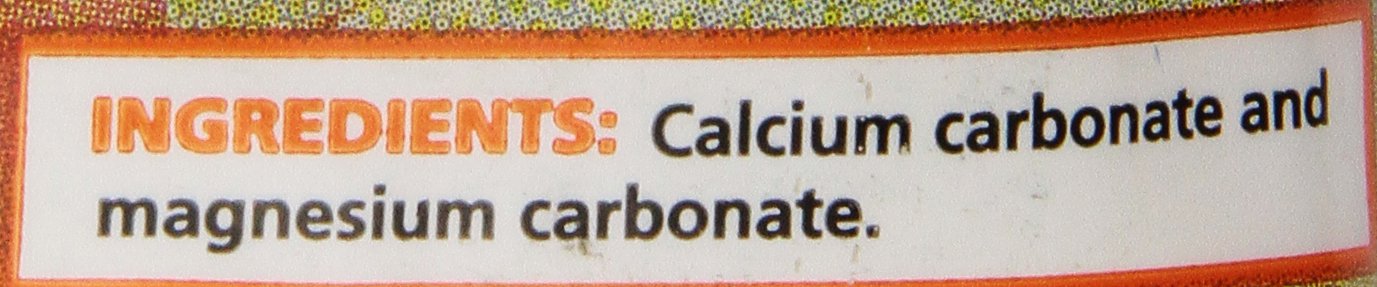 INGREDIENTS: Calcium carbonate and
magnesium carbonate.